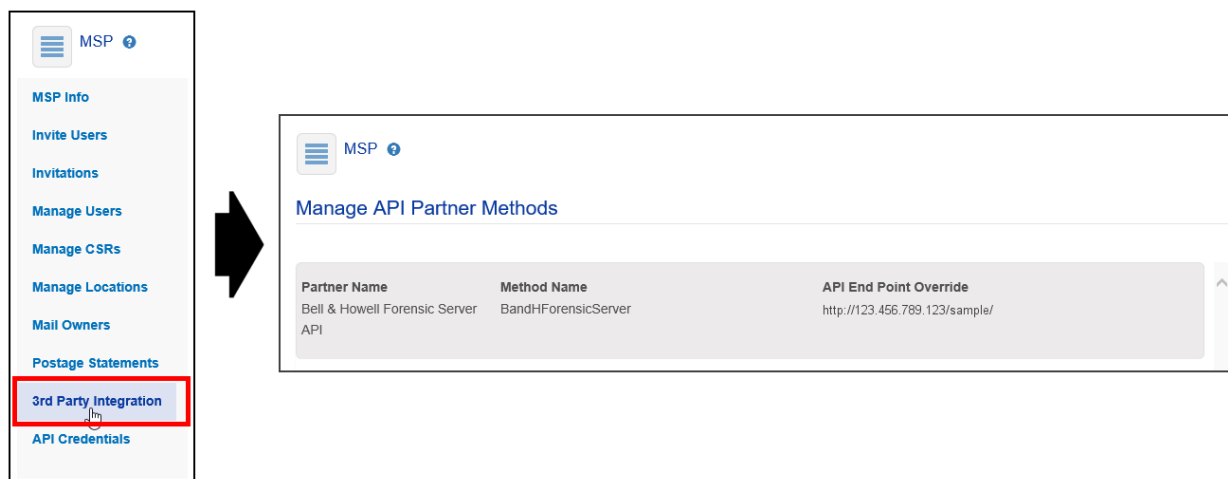 MSP
MSP Info
Invite Users
Invitations
Manage Users
Manage CSRs
Manage Locations
Mail Owners
Postage Statements
3rd Party Integration
API Credentials
MSP
Manage API Partner Methods
Partner Name Method Name API End Point Override
Bell & Howell Forensic Server BandHForensicServer http://123.456.789.123/sample/
API